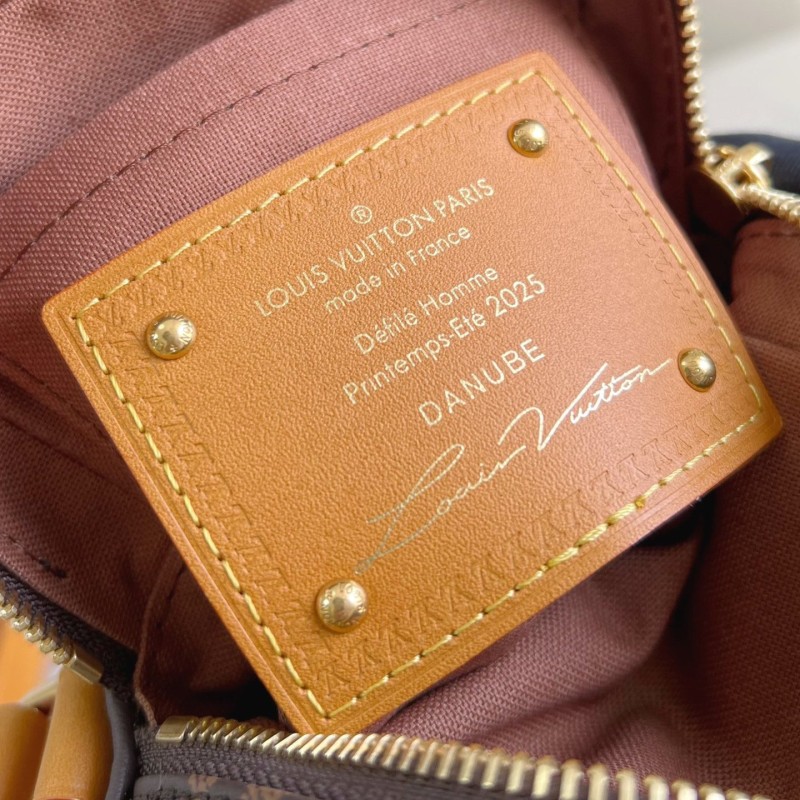 ®
LOUIS VUITTON PARIS
made in France
Défilé Homme
Printemps-Eté 2025
DANUBE
Louis Vuitton